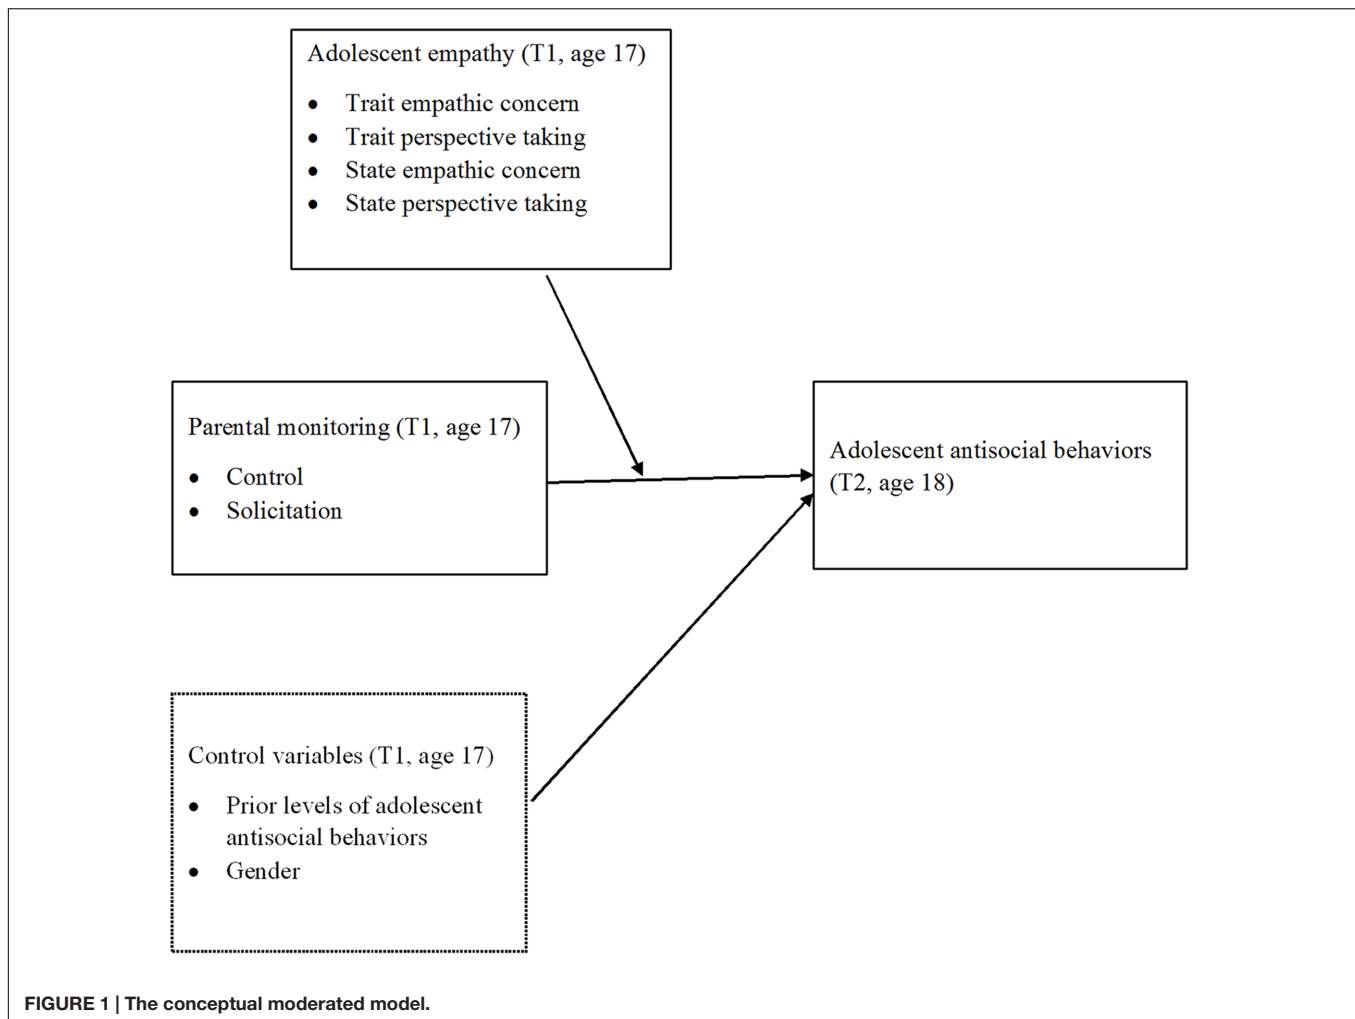 Adolescent empathy (T1, age 17)
• Trait empathic concern
• Trait perspective taking
• State empathic concern
• State perspective taking
Parental monitoring (T1, age 17)
• Control
• Solicitation
Adolescent antisocial behaviors
(T2, age 18)
Control variables (T1, age 17)
• Prior levels of adolescent
antisocial behaviors
• Gender
FIGURE 1 | The conceptual moderated model.